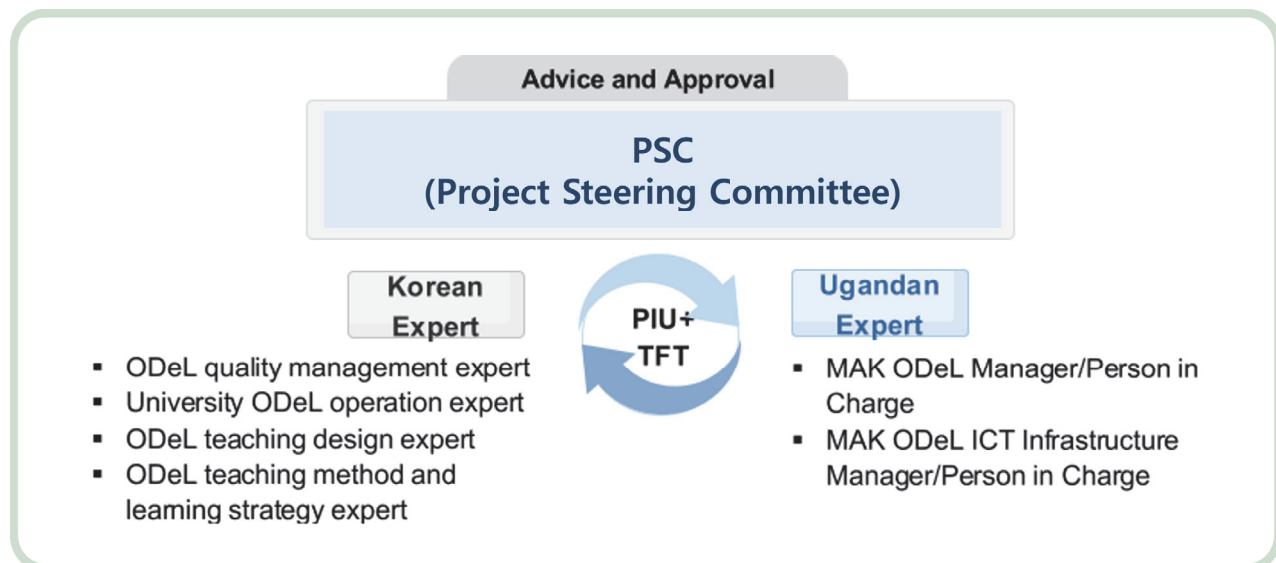 Advice and Approval
PSC
(Project Steering Committee)
Korean
Expert
▪ ODeL quality management expert
▪ University ODeL operation expert
▪ ODeL teaching design expert
▪ ODeL teaching method and
learning strategy expert
PIU+
TFT
Ugandan
Expert
▪ MAK ODeL Manager/Person in
Charge
▪ MAK ODeL ICT Infrastructure
Manager/Person in Charge